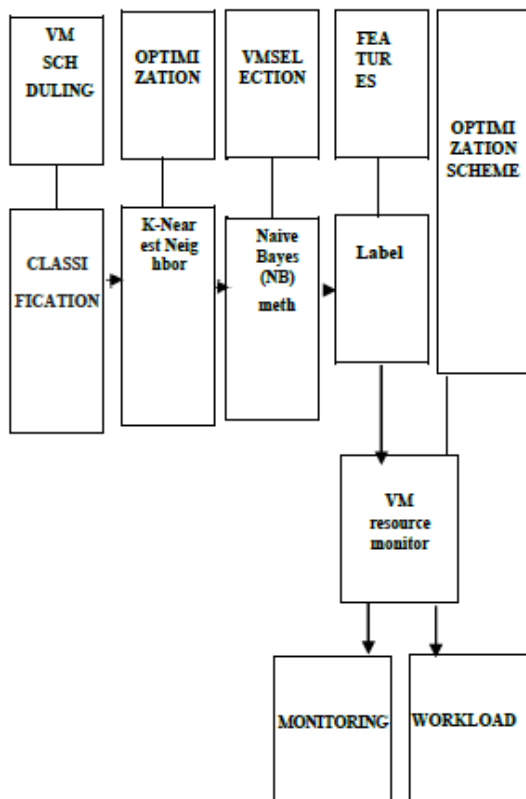 VM
SCH
DULING
OPTIMI
ZATION
VMSEL
ECTION
FEA
TUR
ES
OPTIMI
ZATION
SCHEME
CLASSI
FICATION
K-Near
est Neig
hbor
Naive
Bayes
(NB)
meth
Label
VM
resource
monitor
MONITORING
WORKLOAD